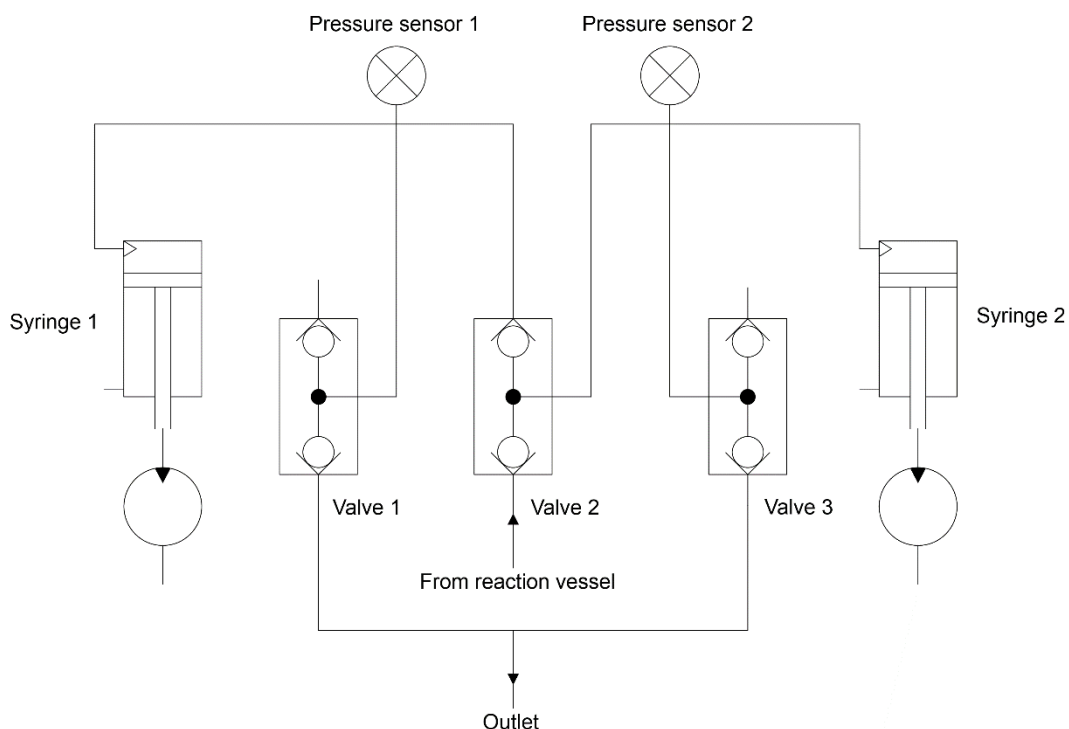 Pressure sensor 1
Pressure sensor 2
Syringe 1
Syringe 2
Valve 1
Valve 2
Valve 3
From reaction vessel
Outlet